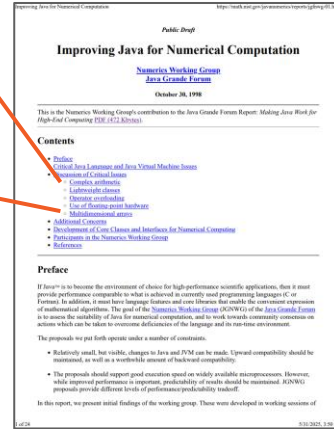 Improving Java for Numerical Computation
Public Draft
Improving Java for Numerical Computation
Numerics Working Group
Java Grande Forum
October 30, 1998
This is the Numerics Working Group's contribution to the Java Grande Forum Report: Making Java Work for
High-End Computing PDF (472 Kbytes).
Contents
Preface
Critical Java Language and Java Virtual Machine Issues
Discussion of Critical Issues
Complex arithmetic
Lightweight classes
Operator overloading
Use of floating-point hardware
Multidimensional arrays
Additional Concerns
Development of Core Classes and Interfaces for Numerical Computing
Participants in the Numerics Working Group
References
Preface
If Java™ is to become the environment of choice for high-performance scientific applications, then it must
provide performance comparable to what is achieved in currently used programming languages (C or
Fortran). In addition, it must have language features and core libraries that enable the convenient expression
of mathematical algorithms. The goal of the Numerics Working Group (JGNWG) of the Java Grande Forum
is to assess the suitability of Java for numerical computation, and to work towards community consensus on
actions which can be taken to overcome deficiencies of the language and its run-time environment.
The proposals we put forth operate under a number of constraints.
Relatively small, but visible, changes to Java and JVM can be made. Upward compatibility should be
maintained, as well as a worthwhile amount of backward compatibility.
The proposals should support good execution speed on widely available microprocessors. However,
while improved performance is important, predictability of results should be maintained. JGNWG
proposals provide different levels of performance/predictability tradeoff.
In this report, we present initial findings of the working group. These were developed in working sessions of
1 of 24